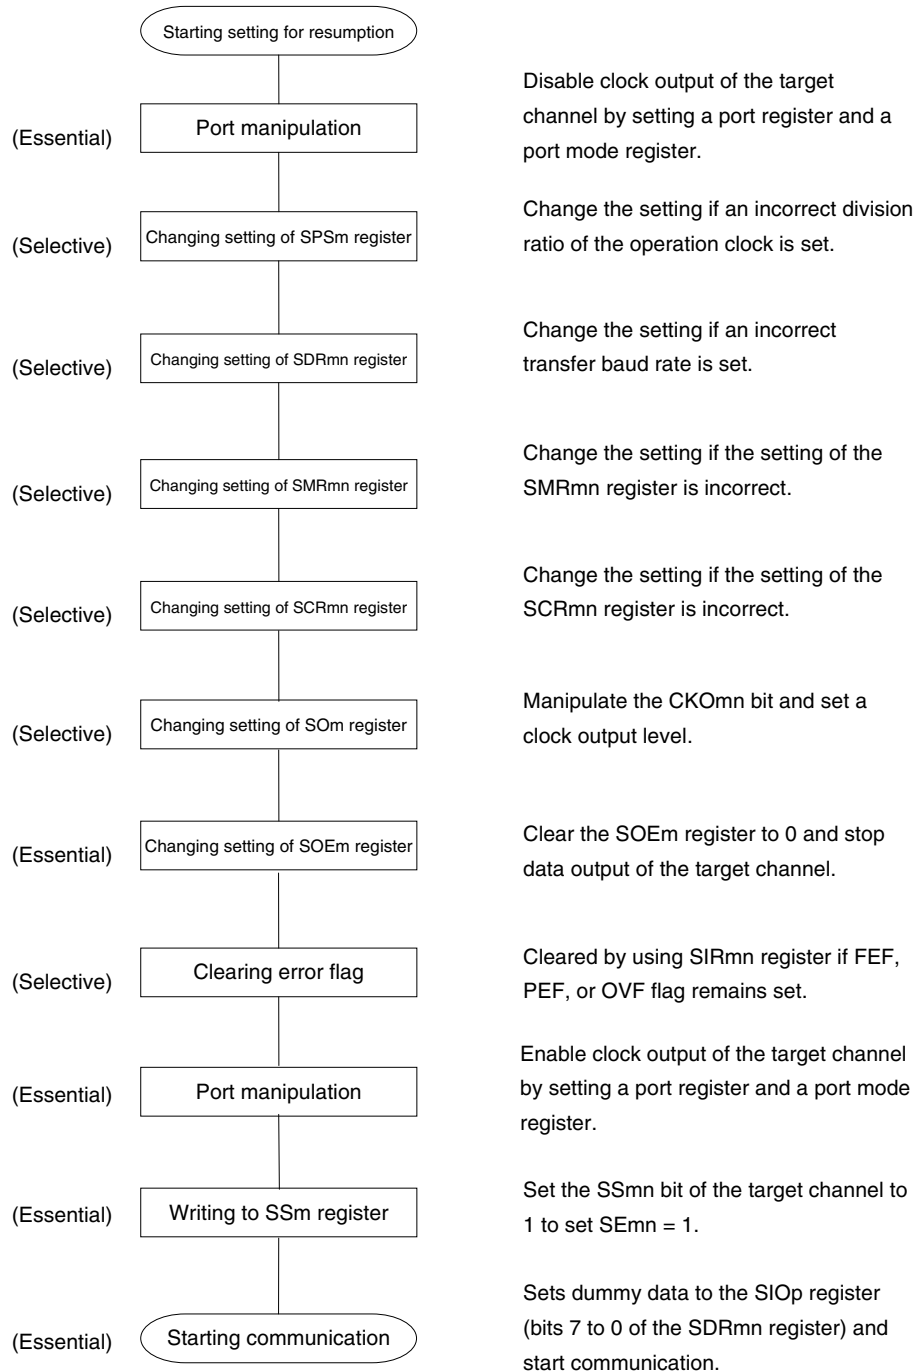 Starting setting for resumption
Disable clock output of the target
channel by setting a port register and a
port mode register.
(Essential)
Port manipulation
Change the setting if an incorrect division
ratio of the operation clock is set.
(Selective)
Changing setting of SPSm register
Change the setting if an incorrect
transfer baud rate is set.
(Selective)
Changing setting of SDRmn register
Change the setting if the setting of the
SMRmn register is incorrect.
(Selective)
Changing setting of SMRmn register
Change the setting if the setting of the
SCRmn register is incorrect.
(Selective)
Changing setting of SCRmn register
Manipulate the CKOmn bit and set a
clock output level.
(Selective)
Changing setting of SOm register
Clear the SOEm register to 0 and stop
data output of the target channel.
(Essential)
Changing setting of SOEm register
Cleared by using SIRmn register if FEF,
PEF, or OVF flag remains set.
(Selective)
Clearing error flag
Enable clock output of the target channel
by setting a port register and a port mode
register.
(Essential)
Port manipulation
Set the SSmn bit of the target channel to
1 to set SEmn = 1.
(Essential)
Writing to SSm register
Sets dummy data to the SIOp register
(bits 7 to 0 of the SDRmn register) and
start communication.
(Essential)
Starting communication